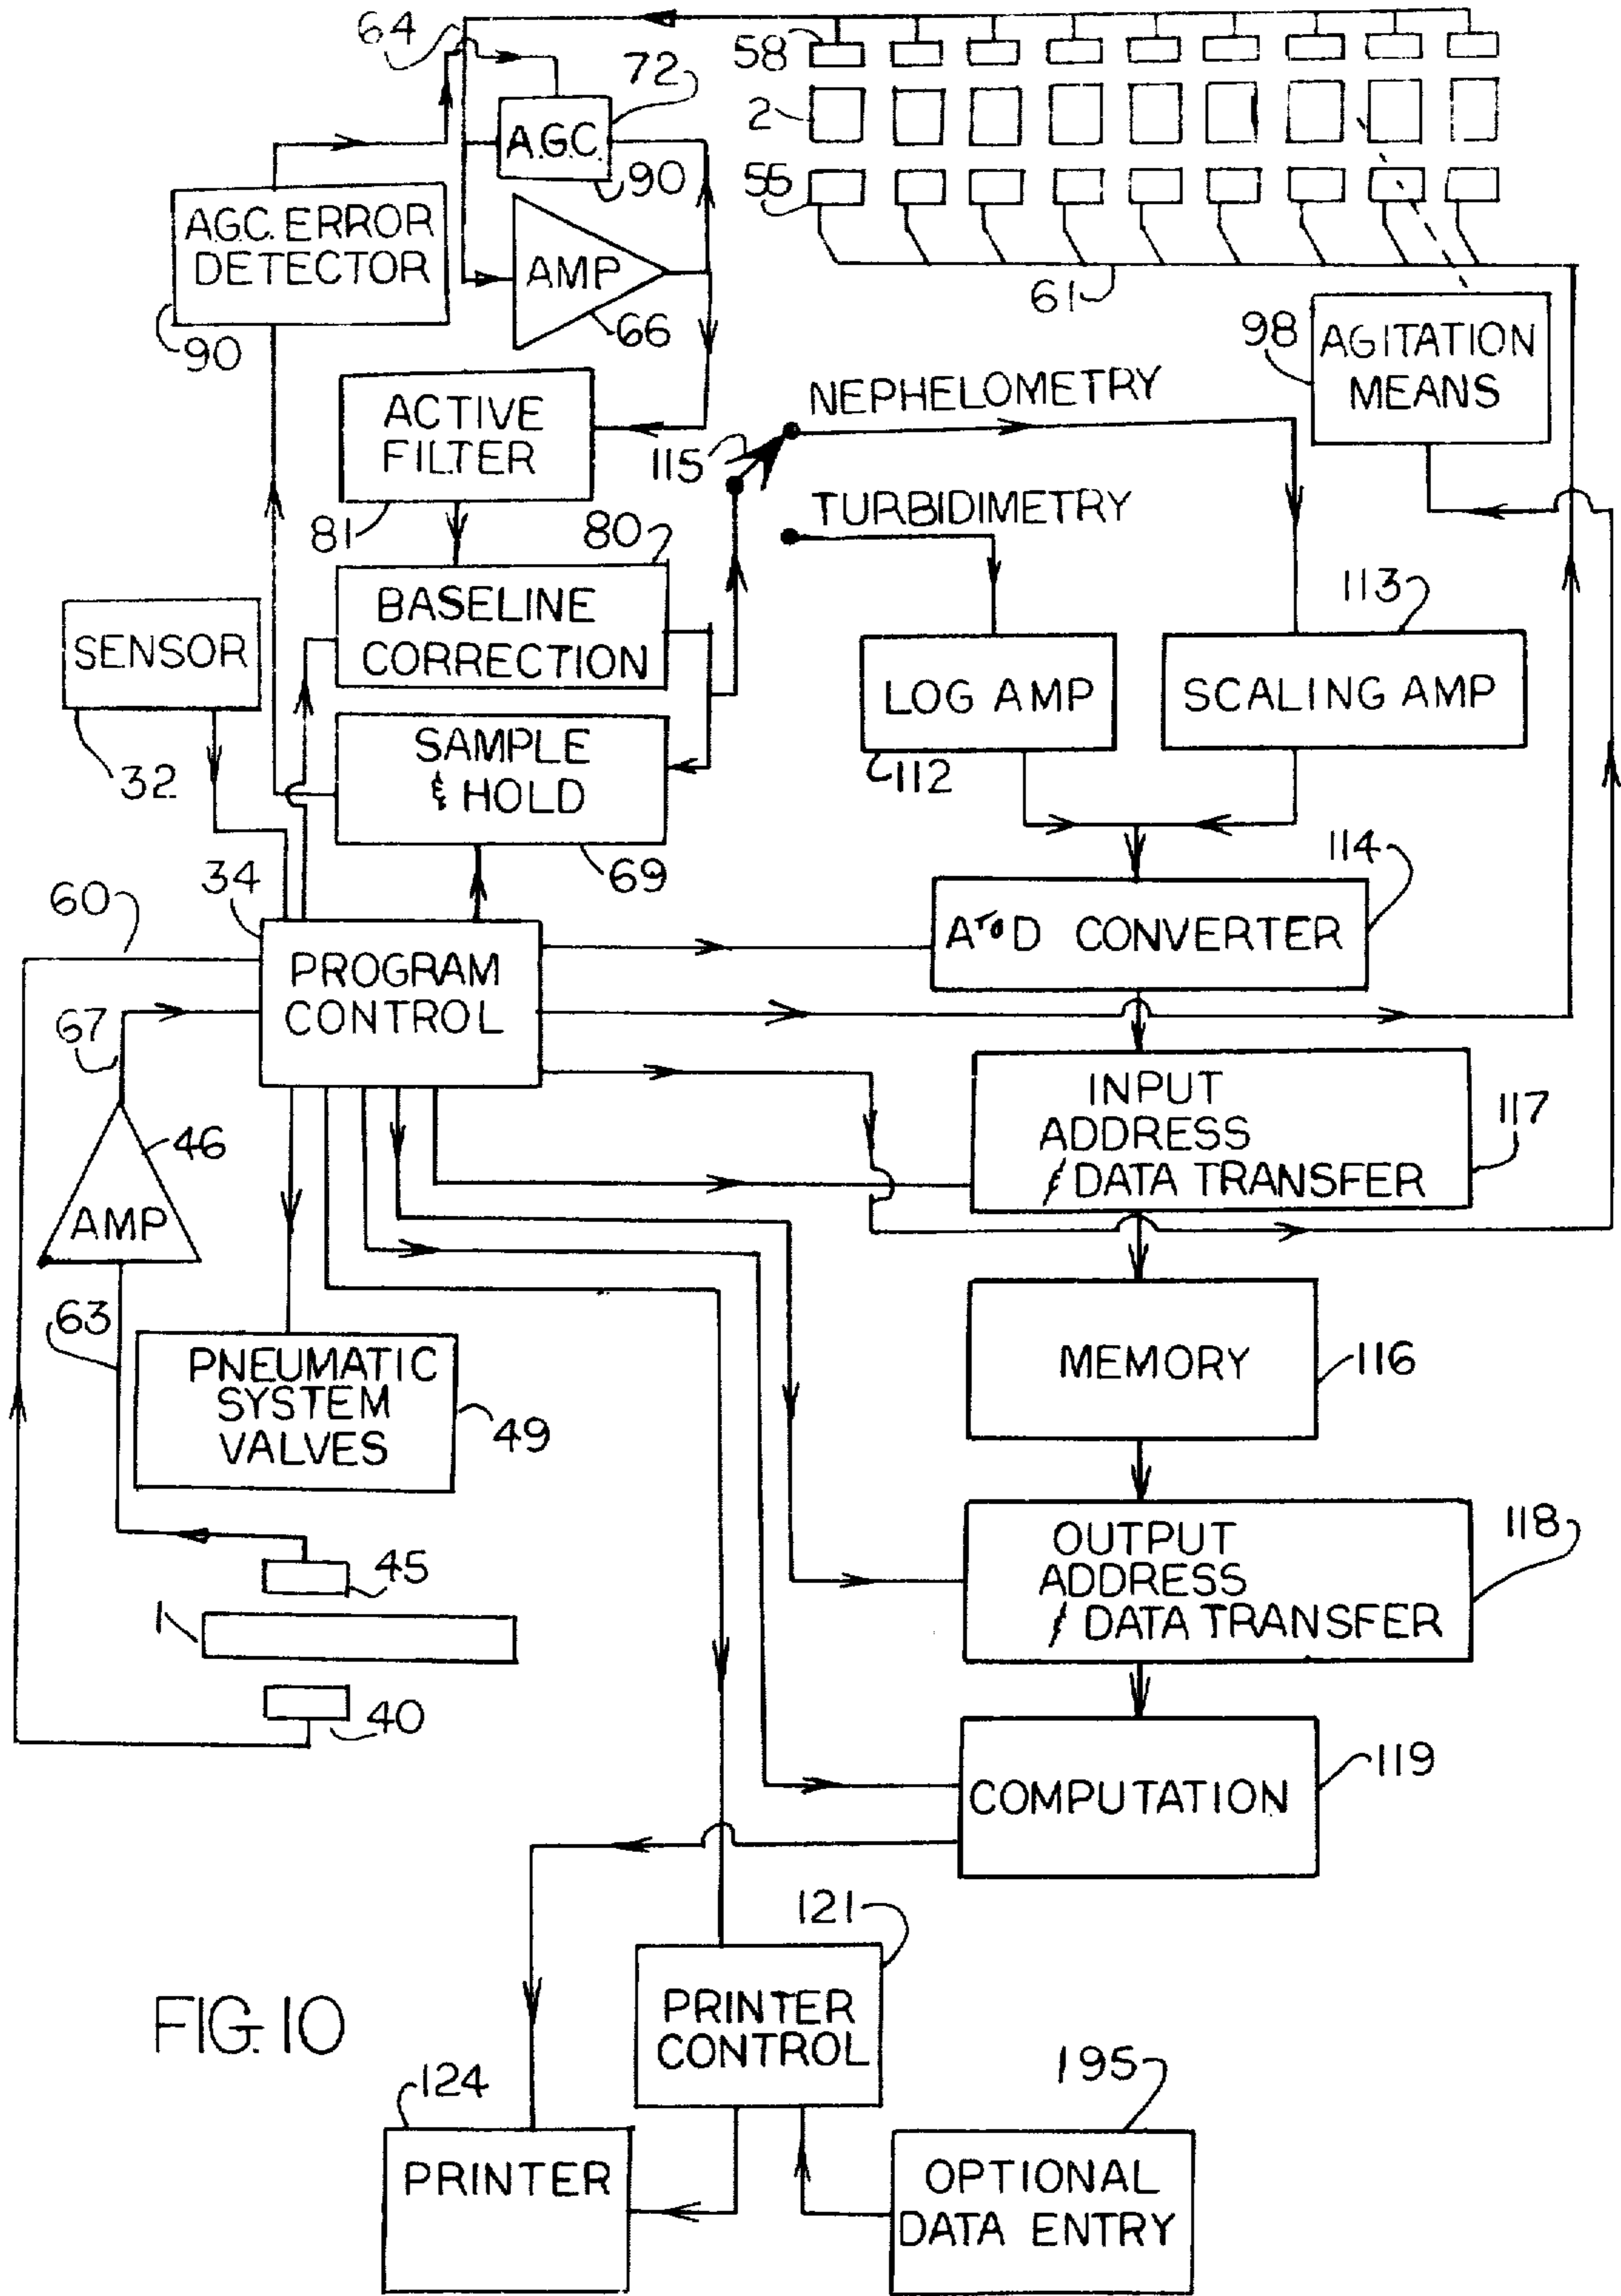 64
58
72
2
A.G.C.
90
55
A.G.C. ERROR
DETECTOR
AMP
61
66
90
98
AGITATION
MEANS
NEPHELOMETRY
ACTIVE
FILTER
115
TURBIDIMETRY
81
80
113
BASELINE
CORRECTION
SENSOR
LOG AMP
SCALING AMP
SAMPLE
& HOLD
32
112
69
114
34
60
A TO D CONVERTER
PROGRAM
CONTROL
67
INPUT
ADDRESS
& DATA TRANSFER
117
46
AMP
63
MEMORY
116
PNEUMATIC
SYSTEM
VALVES
49
118
OUTPUT
ADDRESS
& DATA TRANSFER
45
1
40
119
COMPUTATION
121
FIG. 10
PRINTER
CONTROL
195
124
PRINTER
OPTIONAL
DATA ENTRY